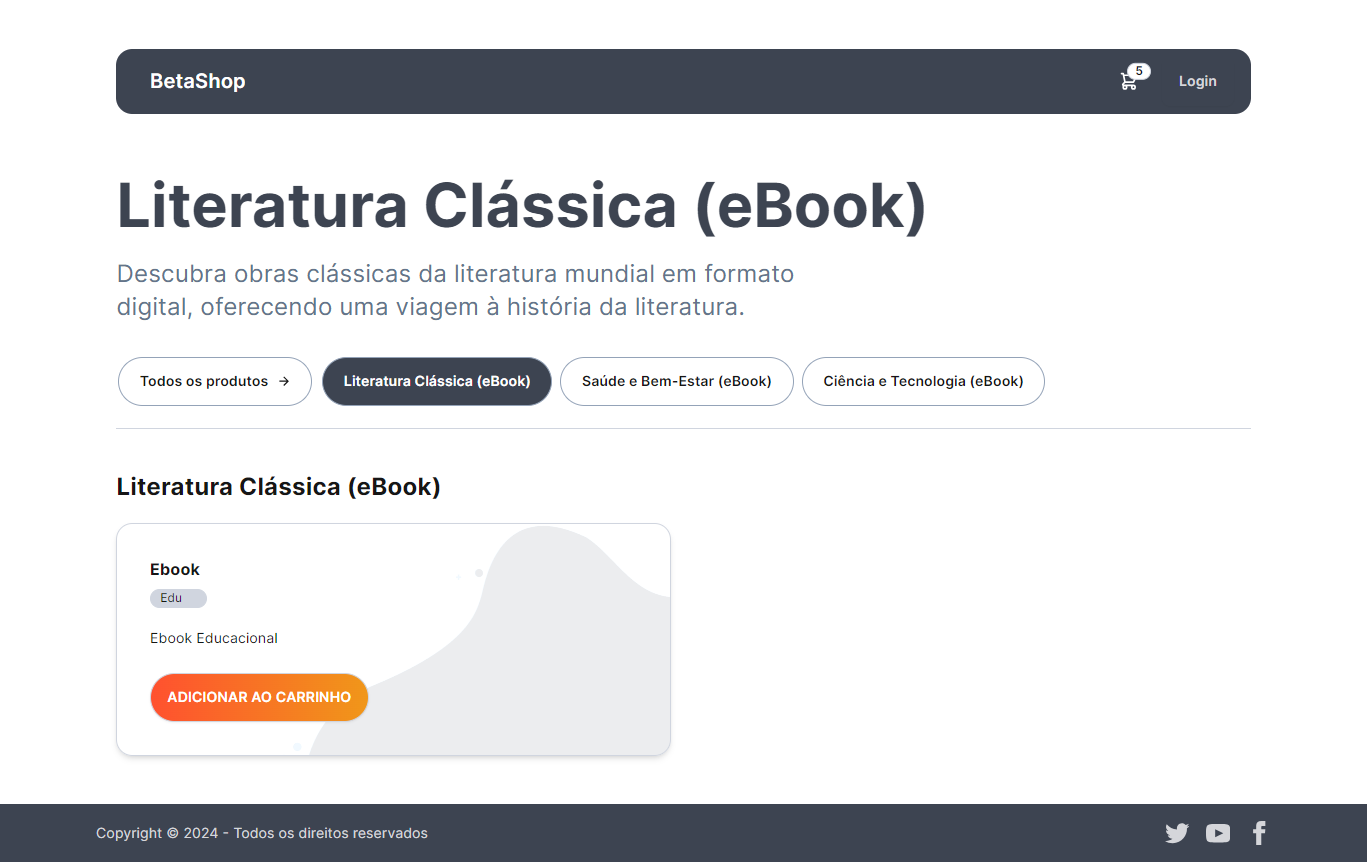 BetaShop
5
Login
Literatura Clássica (eBook)
Descubra obras clássicas da literatura mundial em formato
digital, oferecendo uma viagem à história da literatura.
Todos os produtos →
Literatura Clássica (eBook)
Saúde e Bem-Estar (eBook)
Ciência e Tecnologia (eBook)
Literatura Clássica (eBook)
Ebook
Edu
Ebook Educacional
ADICIONAR AO CARRINHO
Copyright © 2024 - Todos os direitos reservados